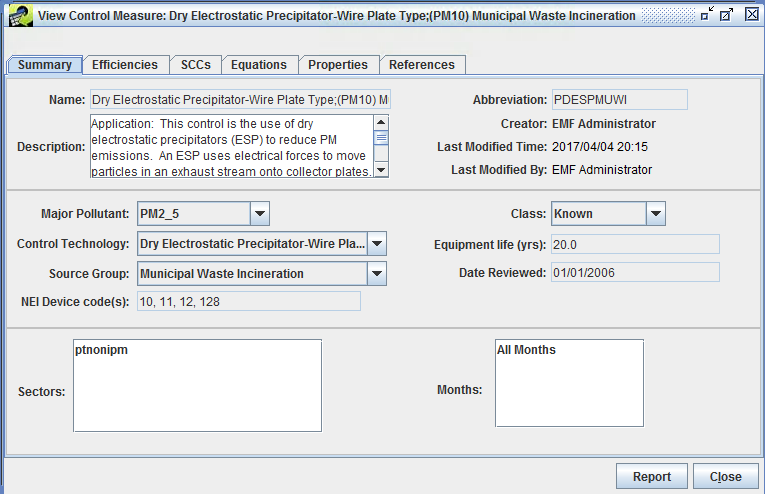 View Control Measure: Dry Electrostatic Precipitator-Wire Plate Type;(PM10) Municipal Waste Incineration
Summary Efficiencies SCCs Equations Properties References
Name: Dry Electrostatic Precipitator-Wire Plate Type;(PM10) M
Abbreviation: PDESPMUWI
Description: Application: This control is the use of dry
electrostatic precipitators (ESP) to reduce PM
emissions. An ESP uses electrical forces to move
particles in an exhaust stream onto collector plates.
Creator: EMF Administrator
Last Modified Time: 2017/04/04 20:15
Last Modified By: EMF Administrator
Major Pollutant: PM2_5
Class: Known
Control Technology: Dry Electrostatic Precipitator-Wire Pla...
Equipment life (yrs): 20.0
Source Group: Municipal Waste Incineration
Date Reviewed: 01/01/2006
NEI Device code(s): 10, 11, 12, 128
Sectors: ptnonipm
Months: All Months
Report Close